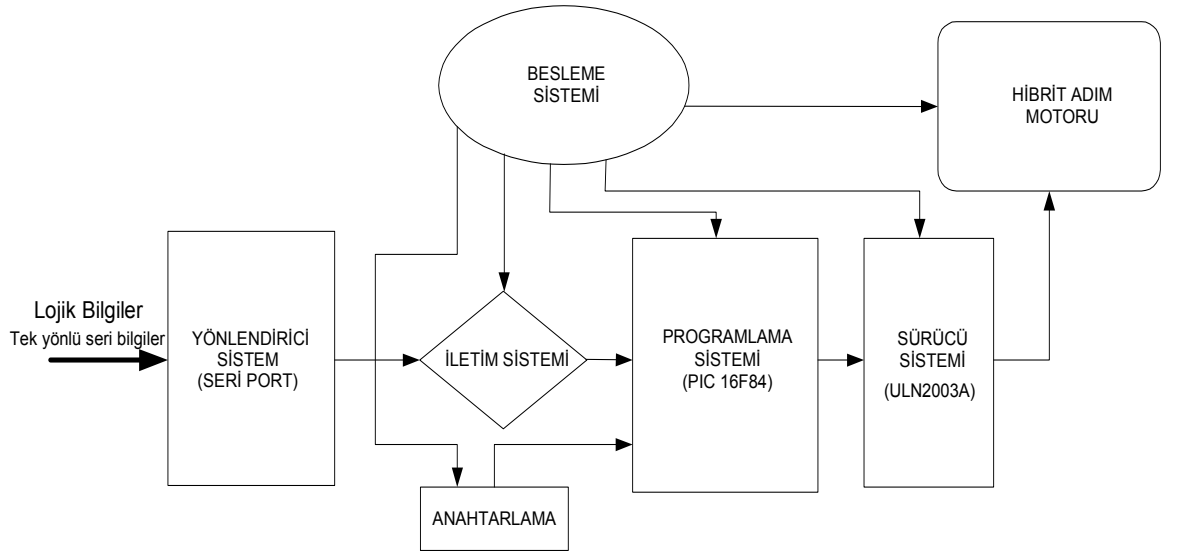 BESLEME
SİSTEMİ
HİBRİT ADIM
MOTORU
Lojik Bilgiler
Tek yönlü seri bilgiler
YÖNLENDİRİCİ
SİSTEM
(SERİ PORT)
İLETİM SİSTEMİ
PROGRAMLAMA
SİSTEMİ
(PIC 16F84)
SÜRÜCÜ
SİSTEMİ
(ULN2003A)
ANAHTARLAMA